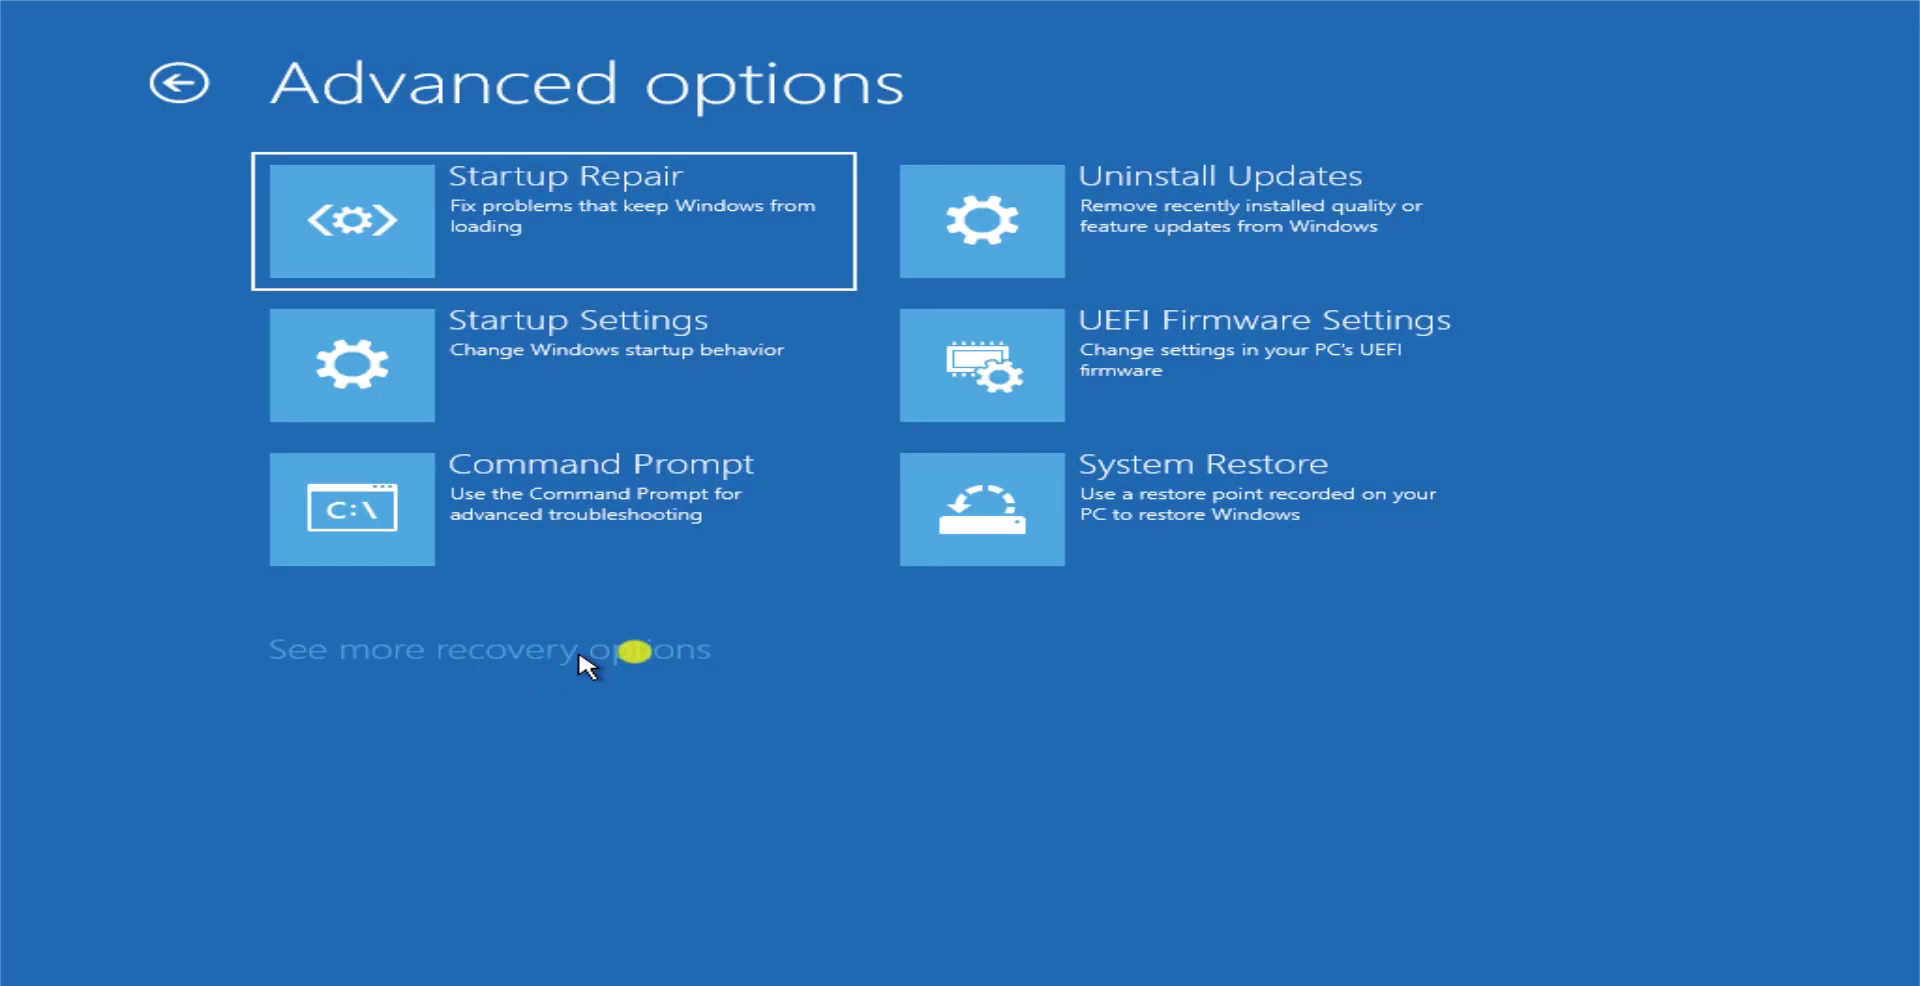 Advanced options
Startup Repair
Fix problems that keep Windows from
loading
Uninstall Updates
Remove recently installed quality or
feature updates from Windows
Startup Settings
Change Windows startup behavior
UEFI Firmware Settings
Change settings in your PC's UEFI
firmware
C:\
Command Prompt
Use the Command Prompt for
advanced troubleshooting
System Restore
Use a restore point recorded on your
PC to restore Windows
See more recovery options